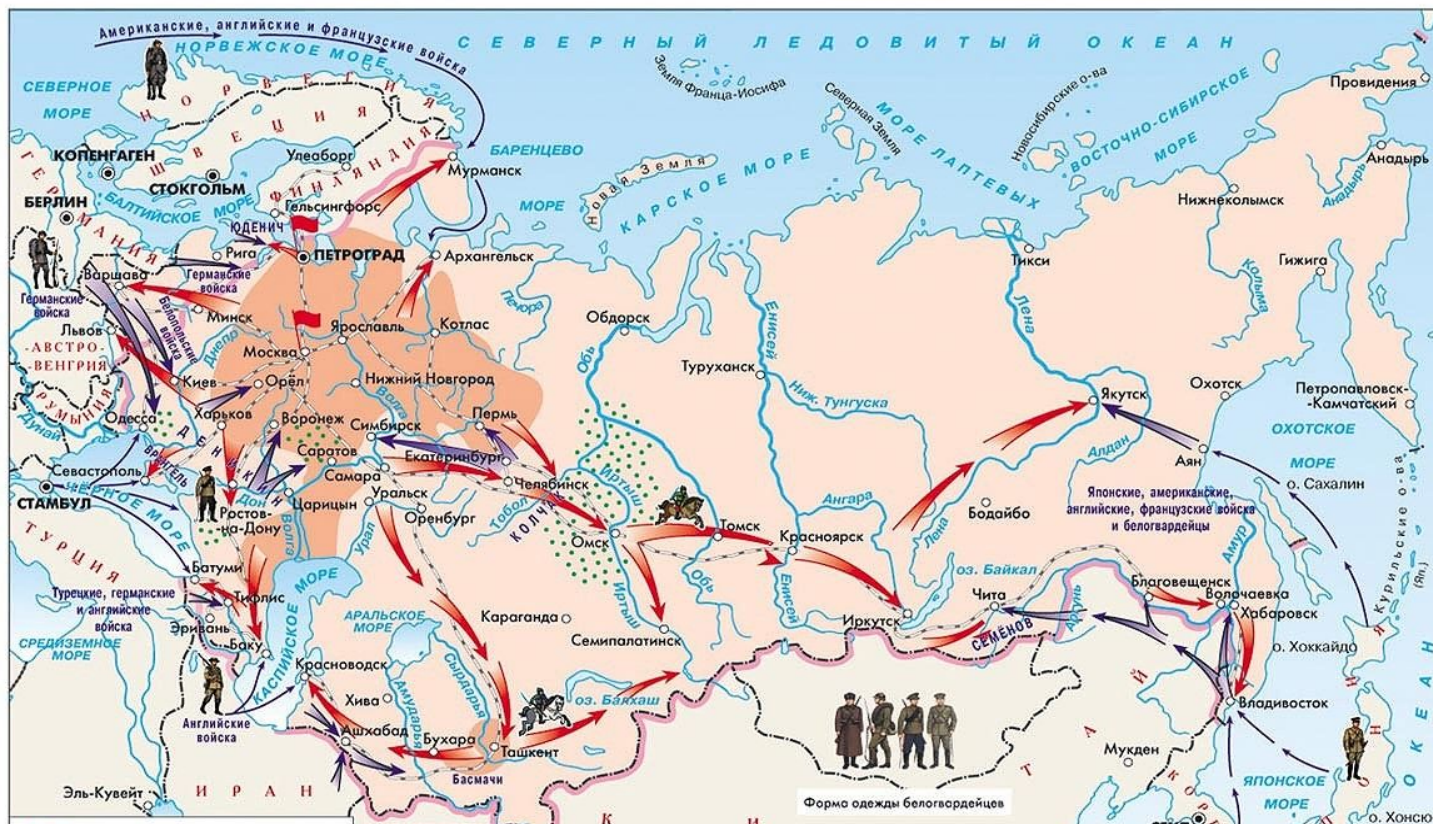 Американские, английские и французские войска
НОРВЕЖСКОЕ МОРЕ
СЕВЕРНЫЙ ЛЕДОВИТЫЙ ОКЕАН
Земля Франца-Иосифа
Северная Земля
Новосибирские о-ва
ВОСТОЧНО-СИБИРСКОЕ
МОРЕ
Провидения
СЕВЕРНОЕ
МОРЕ
НОРВЕГИЯ
ШВЕЦИЯ
ФИНЛЯНДИЯ
Улеаборг
БАРЕНЦЕВО
МОРЕ
Новая Земля
КАРСКОЕ МОРЕ
МОРЕ ЛАПТЕВЫХ
Анадырь
Анадырь
КОПЕНГАГЕН
СТОКГОЛЬМ
Мурманск
Нижнеколымск
БЕРЛИН
БАЛТИЙСКОЕ МОРЕ
Гельсингфорс
ГЕРМАНИЯ
ЮДЕНИЧ
Рига
ПЕТРОГРАД
Архангельск
Тикси
Гижига
Колыма
Германские
войска
Варшава
Германские
войска
Белопольские
войска
Печора
Обдорск
Енисей
Лена
Минск
Ярославль
Котлас
Львов
Днепр
Москва
Обь
Туруханск
АВСТРО-
-ВЕНГРИЯ
Киев
Орёл
Нижний Новгород
Ниж. Тунгуска
Якутск
Охотск
Петропавловск-
-Камчатский
РУМЫНИЯ
Дунай
Одесса
Харьков
Воронеж
Волга
Пермь
Симбирск
Алдан
Аян
ОХОТСКОЕ
МОРЕ
ДЕНИКИН
ВРАНГЕЛЬ
Саратов
Екатеринбург
Севастополь
Самара
Челябинск
Иртыш
Ангара
о. Сахалин
СТАМБУЛ
ЧЁРНОЕ МОРЕ
Дон
Царицын
Уральск
Оренбург
Тобол
КОЛЧАК
Бодайбо
Японские, американские,
английские, французские войска
и белогвардейцы
Курильские о-ва
(Яп.)
Ростов-
-на-Дону
Волга
Урал
Омск
Томск
Красноярск
Лена
Амур
ТУРЦИЯ
Батуми
Обь
оз. Байкал
Благовещенск
Волочаевка
Хабаровск
Турецкие, германские
и английские
войска
Тифлис
Эривань
КАСПИЙСКОЕ МОРЕ
АРАЛЬСКОЕ
МОРЕ
Караганда
Иртыш
Енисей
Иркутск
Чита
СЕМЁНОВ
Аргунь
СРЕДИЗЕМНОЕ
МОРЕ
Баку
Семипалатинск
о. Хоккайдо
Красноводск
Сырдарья
Хива
Амударья
оз. Балхаш
Владивосток
Английские
войска
Ашхабад
Бухара
Ташкент
Басмачи
Мукден
ЯПОНСКОЕ
МОРЕ
Эль-Кувейт
ИРАН
Форма одежды белогвардейцев
о. Хонсю